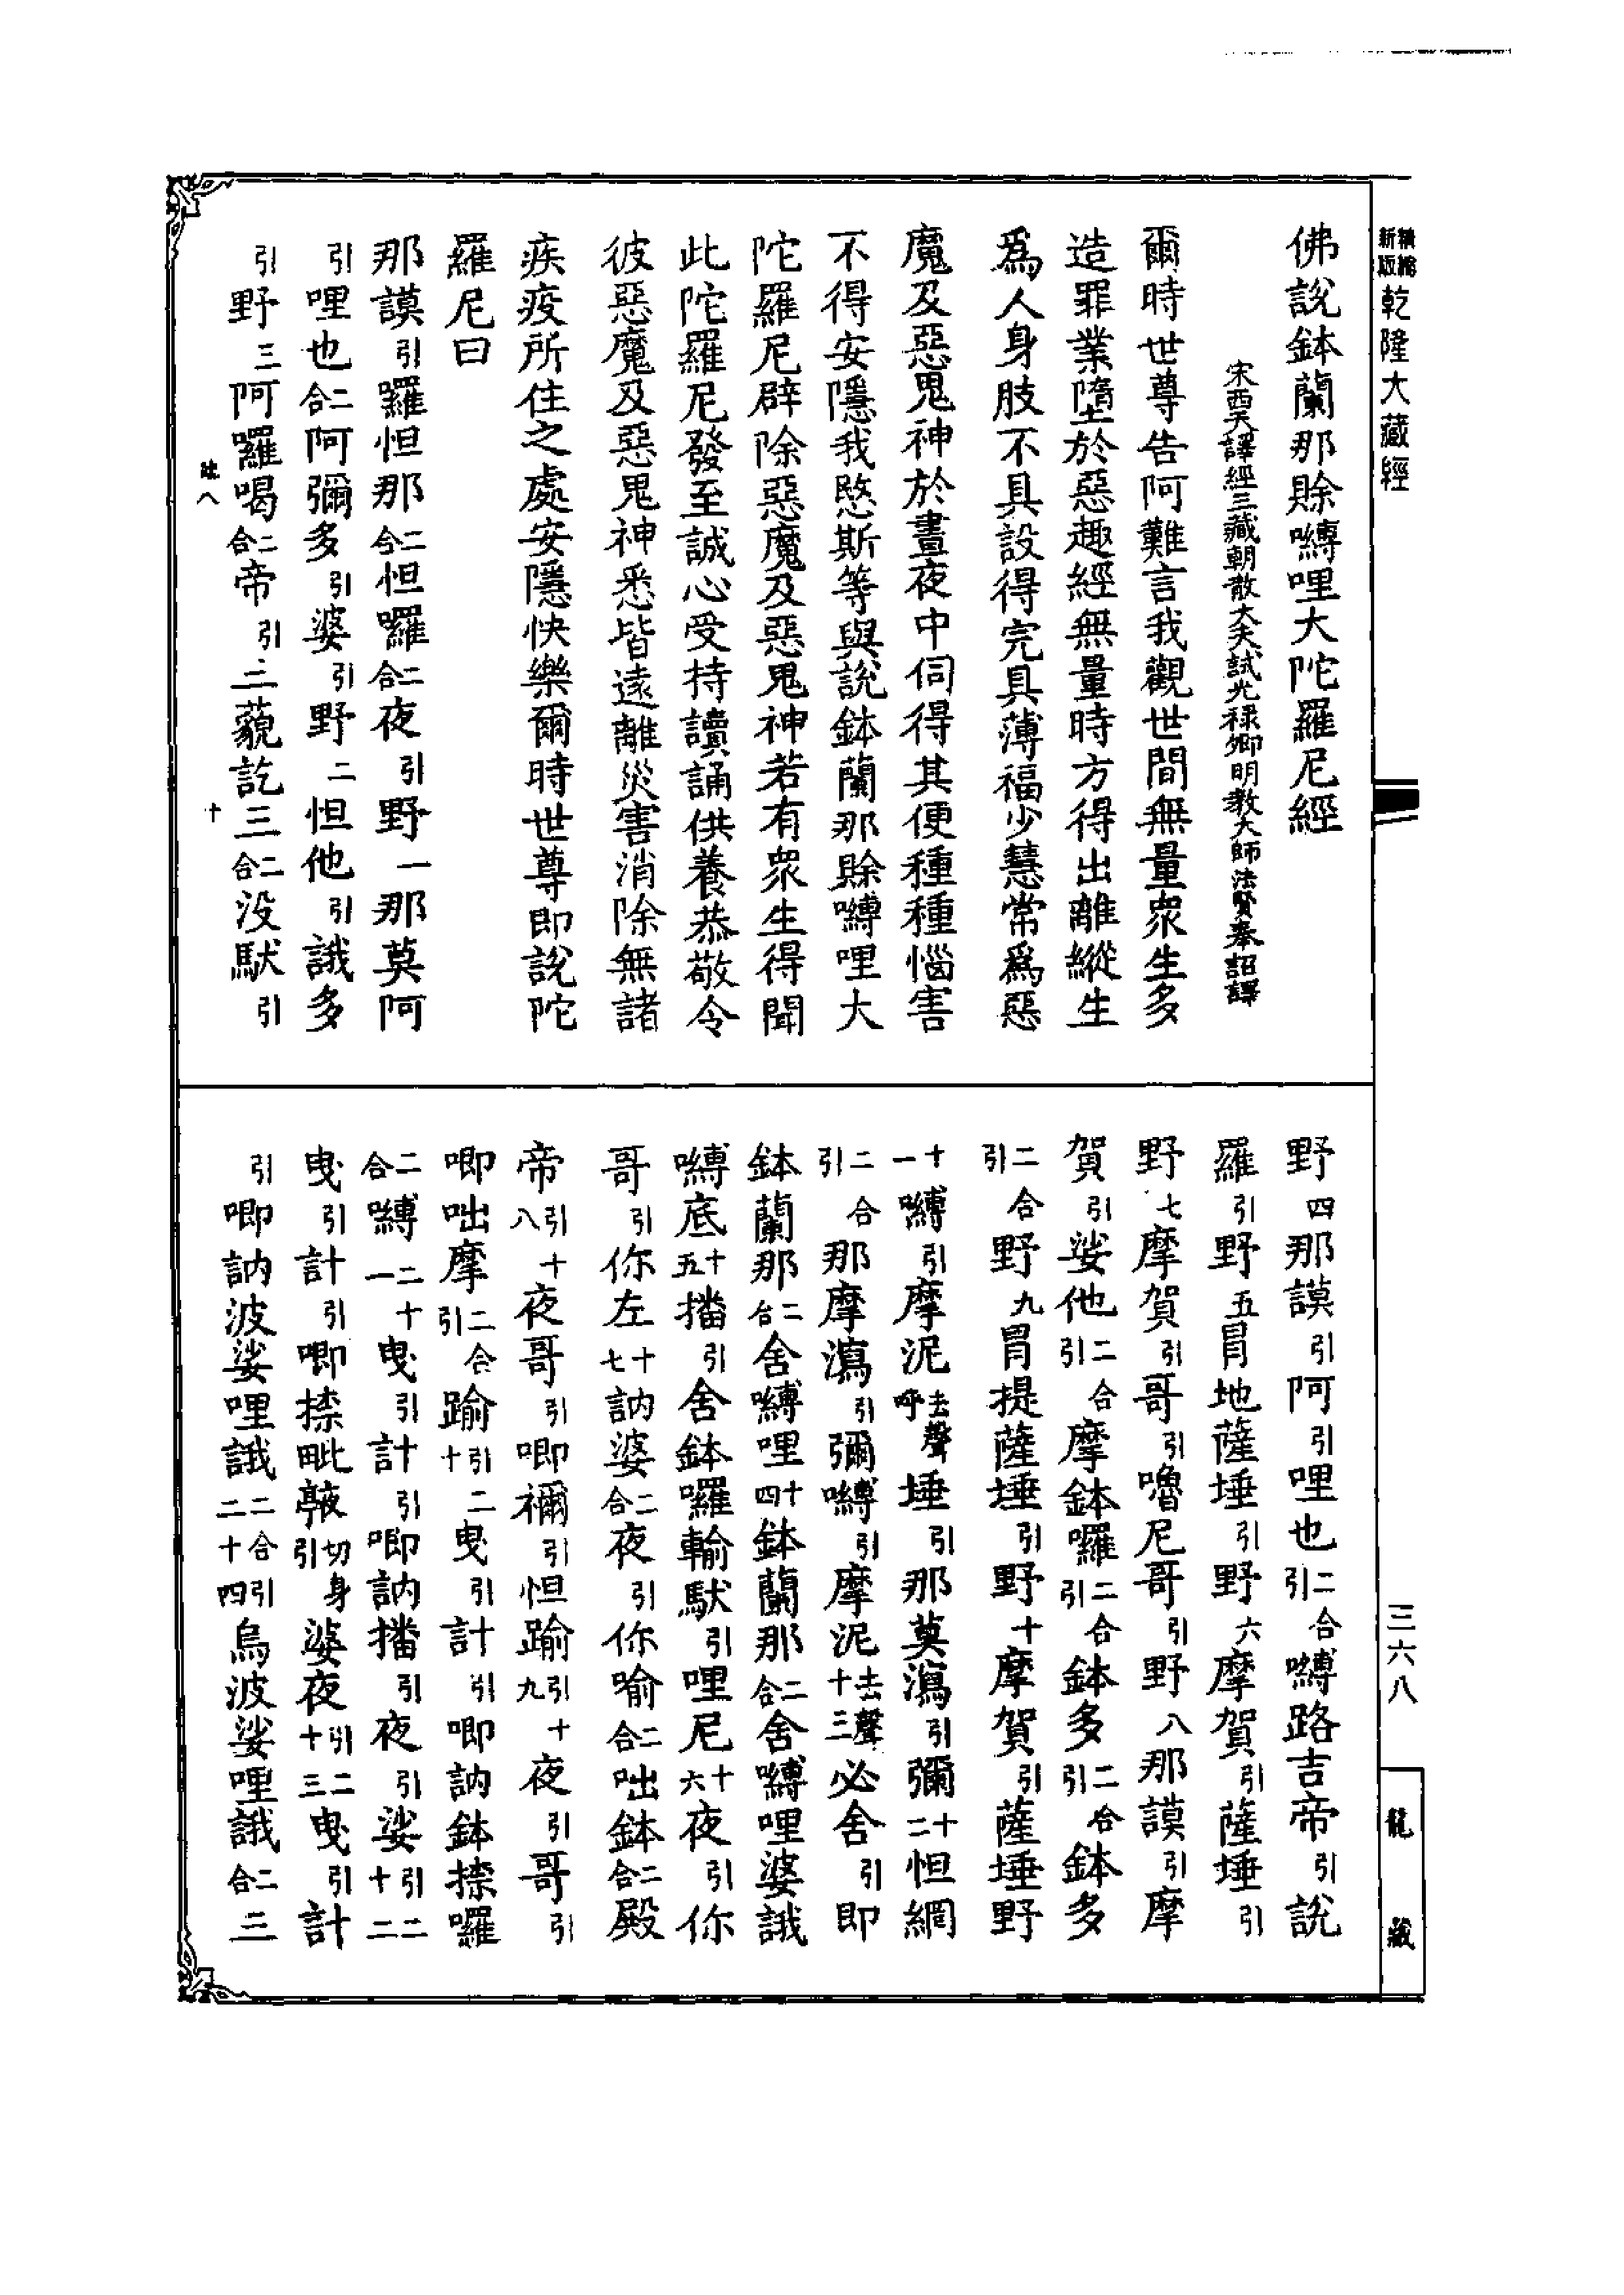 新編縮版
乾隆大藏經
佛說鉢蘭那賖嚩哩大陀羅尼經
宋西天譯經三藏朝散大夫試光祿卿明教大師法賢奉詔譯
爾時世尊告阿難言我觀世間無量衆生多
造罪業墮於惡趣經無量時方得出離縱生
爲人身肢不具設得完具薄福少慧常爲惡
魔及惡鬼神於晝夜中伺得其便種種惱害
不得安隱我愍斯等與說鉢蘭那賖嚩哩大
陀羅尼辟除惡魔及惡鬼神若有衆生得聞
此陀羅尼發至誠心受持讀誦供養恭敬令
彼惡魔及惡鬼神悉皆遠離災害消除無諸
疾疫所住之處安隱快樂爾時世尊即說陀
羅尼曰
那謨引囉怛那二合怛囉二合夜引野一那莫阿
引哩也二合阿彌多引婆引野二怛他引誐多
引野三阿囉喝二合帝引三藐訖三二合没馱引
八
十
野四那謨引阿引哩也二合引嚩路吉帝引說
羅引野五冐地薩埵引野六摩賀引薩埵引
野七摩賀引哥引嚕尼哥引野八那謨引摩
賀引娑他二合引摩鉢囉二合引鉢多二合引鉢多
二合引野九冐提薩埵引野十摩賀引薩埵野
十一嚩引摩泥去聲呼埵引那莫瀉引彌十二怛網
二合引那摩瀉引彌嚩引摩泥去聲十三必舍引即
鉢蘭那二合舍嚩哩十四鉢蘭那二合舍嚩哩婆誐
嚩底十五播引舍鉢囉輸馱引哩尼十六夜引你
哥引你左十七訥婆二合夜引你喻二合咄鉢二合殿
帝引十八夜哥引唧禰引怛踰引十九夜引哥引
唧咄摩二合引踰引二十曳引計引唧訥鉢捺囉
二合嚩二十一曳引計引唧訥播引夜引娑引二十二
曳引計引唧捺毗藃切身引婆夜引二十三曳引計
引唧訥波娑哩誐二合引二十四烏波娑哩誐二合三
三六八
龍藏